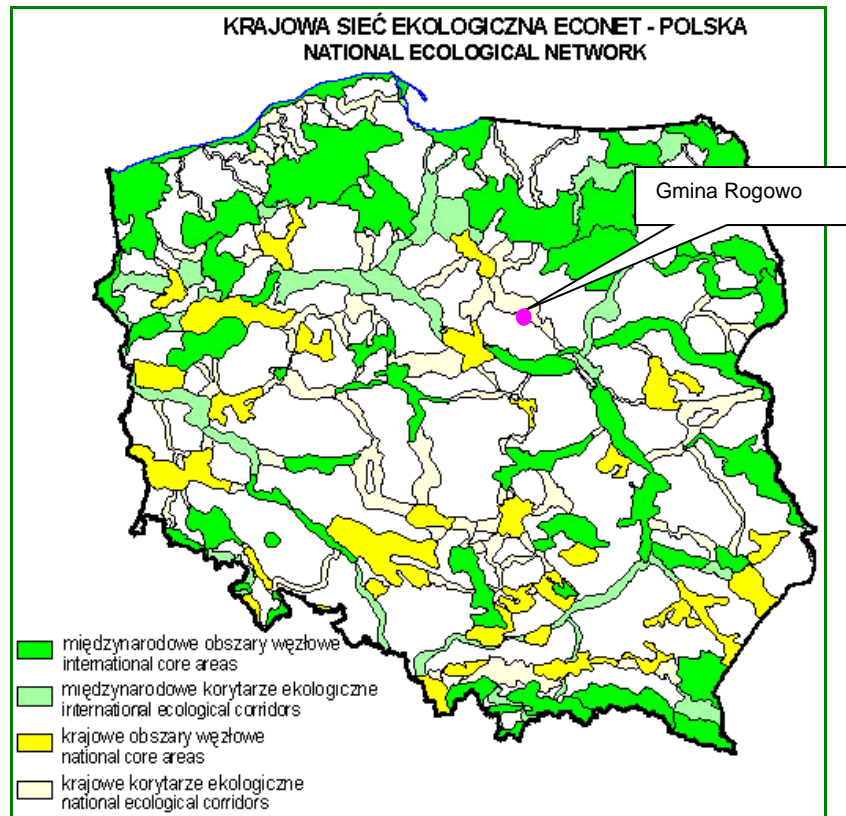 KRAJOWA SIEĆ EKOLOGICZNA ECONET - POLSKA
NATIONAL ECOLOGICAL NETWORK
Gmina Rogowo
międzynarodowe obszary węzłowe
international core areas
międzynarodowe korytarze ekologiczne
international ecological corridors
krajowe obszary węzłowe
national core areas
krajowe korytarze ekologiczne
national ecological corridors